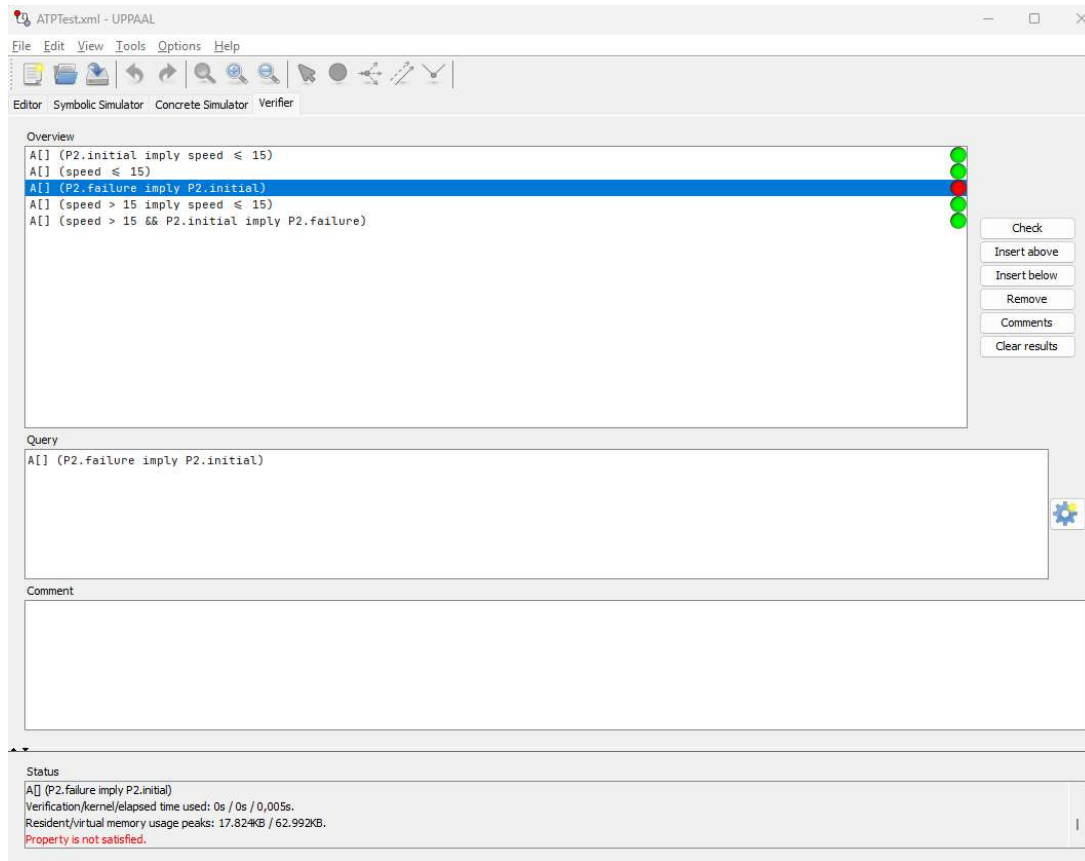 ATPTest.xml - UPPAAL
File Edit View Tools Options Help
Editor Symbolic Simulator Concrete Simulator Verifier
Overview
A[] (P2.initial imply speed ⩽ 15)
A[] (speed ⩽ 15)
A[] (P2.failure imply P2.initial)
A[] (speed > 15 imply speed ⩽ 15)
A[] (speed > 15 && P2.initial imply P2.failure)
Check
Insert above
Insert below
Remove
Comments
Clear results
Query
A[] (P2.failure imply P2.initial)
Comment
Status
A[] (P2.failure imply P2.initial)
Verification/kernel/elapsed time used: 0s / 0s / 0,005s.
Resident/virtual memory usage peaks: 17.824KB / 62.992KB.
Property is not satisfied.